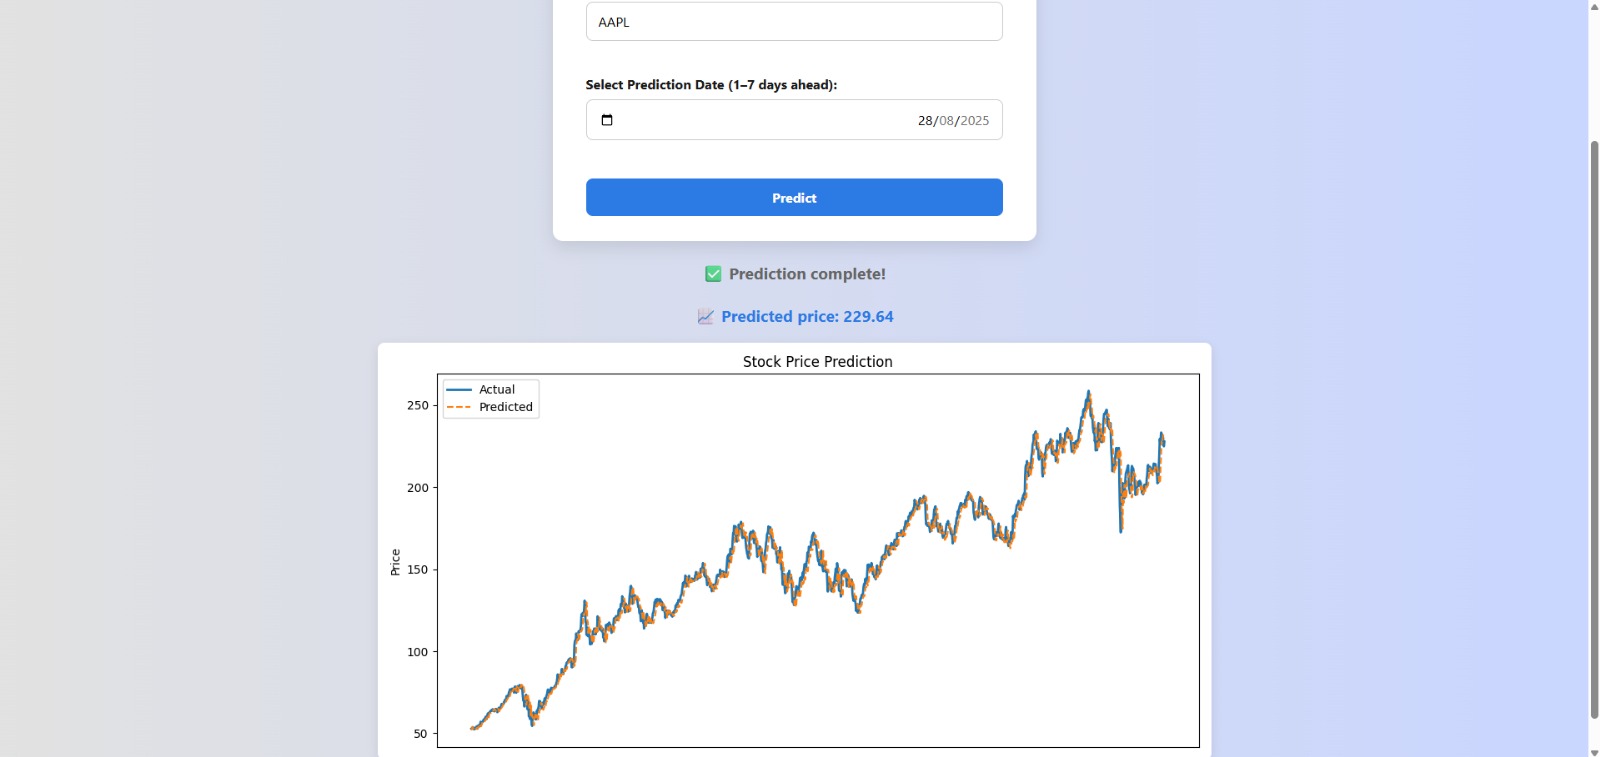 AAPL
Select Prediction Date (1–7 days ahead):
28/08/2025
Predict
✅ Prediction complete!
📈 Predicted price: 229.64
Stock Price Prediction
Actual
Predicted
250
200
150
100
50
Price